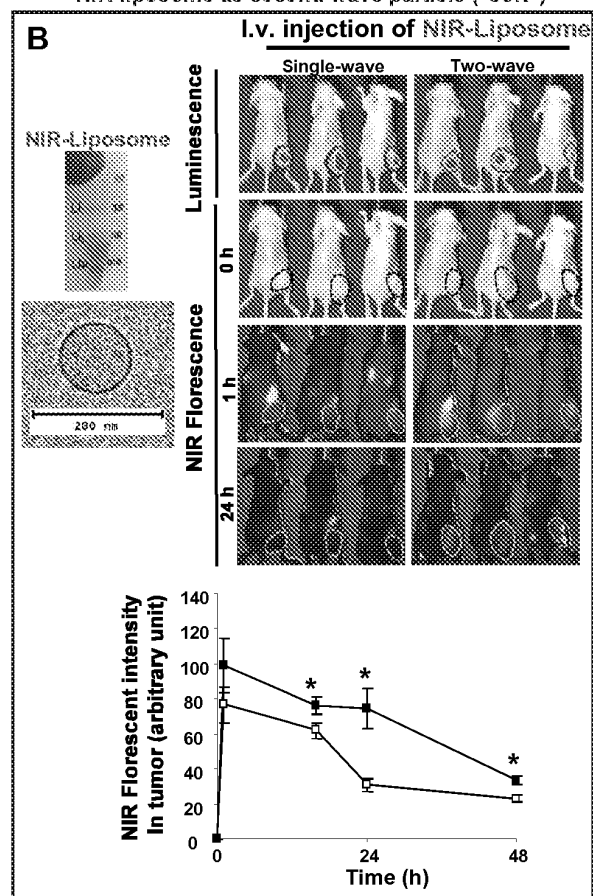 B
I.v. injection of NIR-Liposome
Single-wave
Two-wave
NIR-Liposome
200 nm
Luminescence
NIR Florescence
0 h
1 h
24 h
NIR Florescent intensity
In tumor (arbitrary unit)
140
120
100
80
60
40
20
0
*
*
*
0
24
48
Time (h)